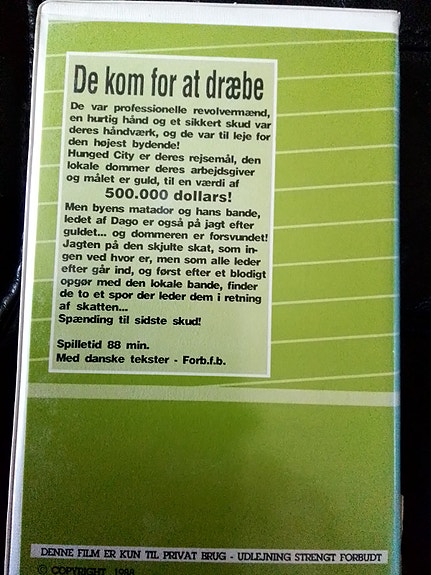 De kom for at dræbe
De var professionelle revolvermænd,
en hurtig hånd og et sikkert skud var
deres håndværk, og de var til leje for
den højest bydende!
Hunged City er deres rejsemål, den
lokale dommer deres arbejdsgiver
og målet er guld, til en værdi af
500.000 dollars!
Men byens matador og hans bande,
ledet af Dago er også på jagt efter
guldet... og dommeren er forsvundet!
Jagten på den skjulte skat, som in-
gen ved hvor er, men som alle leder
efter går ind, og først efter et blodigt
opgør med den lokale bande, finder
de to et spor der leder dem i retning
af skatten...
Spænding til sidste skud!
Spilletid 88 min.
Med danske tekster - Forb.f.b.
DENNE FILM ER KUN TIL PRIVAT BRUG - UDLEJNING STRENGT FORBUDT
© COPYRIGHT 1988